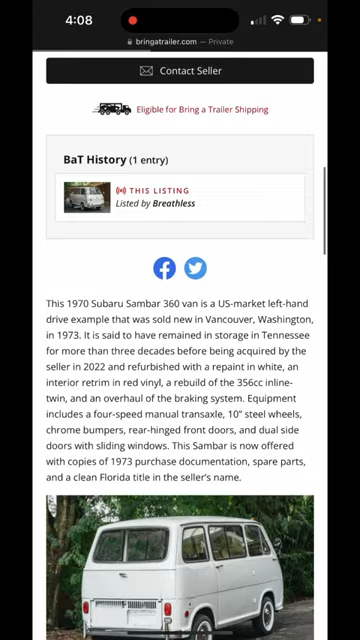 4:08
bringatrailer.com — Private
Contact Seller
Eligible for Bring a Trailer Shipping
BaT History (1 entry)
THIS LISTING
Listed by Breathless
This 1970 Subaru Sambar 360 van is a US-market left-hand
drive example that was sold new in Vancouver, Washington,
in 1973. It is said to have remained in storage in Tennessee
for more than three decades before being acquired by the
seller in 2022 and refurbished with a repaint in white, an
interior retrim in red vinyl, a rebuild of the 356cc inline-
twin, and an overhaul of the braking system. Equipment
includes a four-speed manual transaxle, 10" steel wheels,
chrome bumpers, rear-hinged front doors, and dual side
doors with sliding windows. This Sambar is now offered
with copies of 1973 purchase documentation, spare parts,
and a clean Florida title in the seller's name.